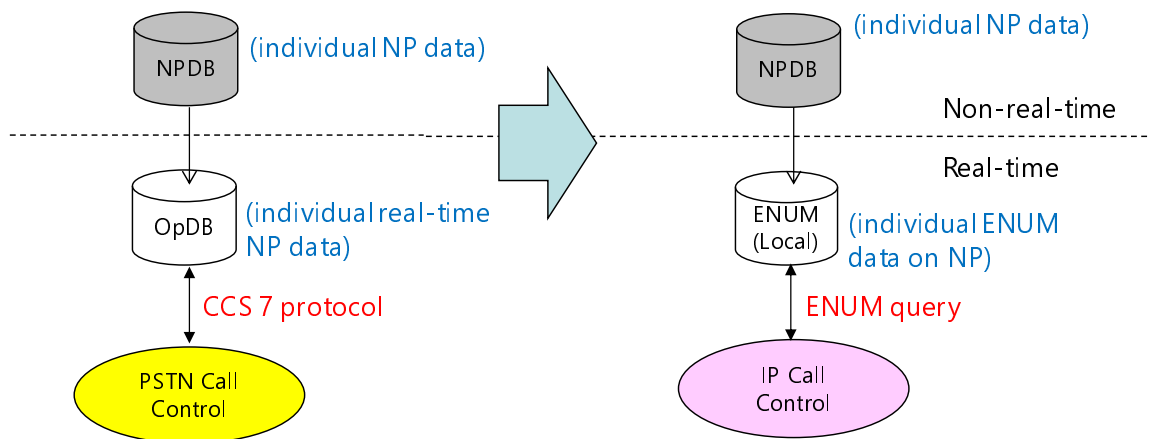 NPDB
(individual NP data)
OpDB
(individual real-time
NP data)
CCS 7 protocol
PSTN Call
Control
NPDB
(individual NP data)
Non-real-time
Real-time
ENUM
(Local)
(individual ENUM
data on NP)
ENUM query
IP Call
Control